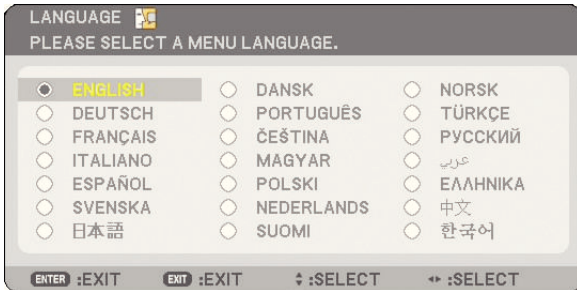 LANGUAGE
PLEASE SELECT A MENU LANGUAGE.
ENGLISH DANSK NORSK
DEUTSCH PORTUGUÊS TÜRKÇE
FRANÇAIS ČEŠTINA РУССКИЙ
ITALIANO MAGYAR عربي
ESPAÑOL POLSKI ΕΛΛΗΝΙΚΑ
SVENSKA NEDERLANDS 中文
日本語 SUOMI 한국어
ENTER :EXIT EXIT :EXIT :SELECT :SELECT